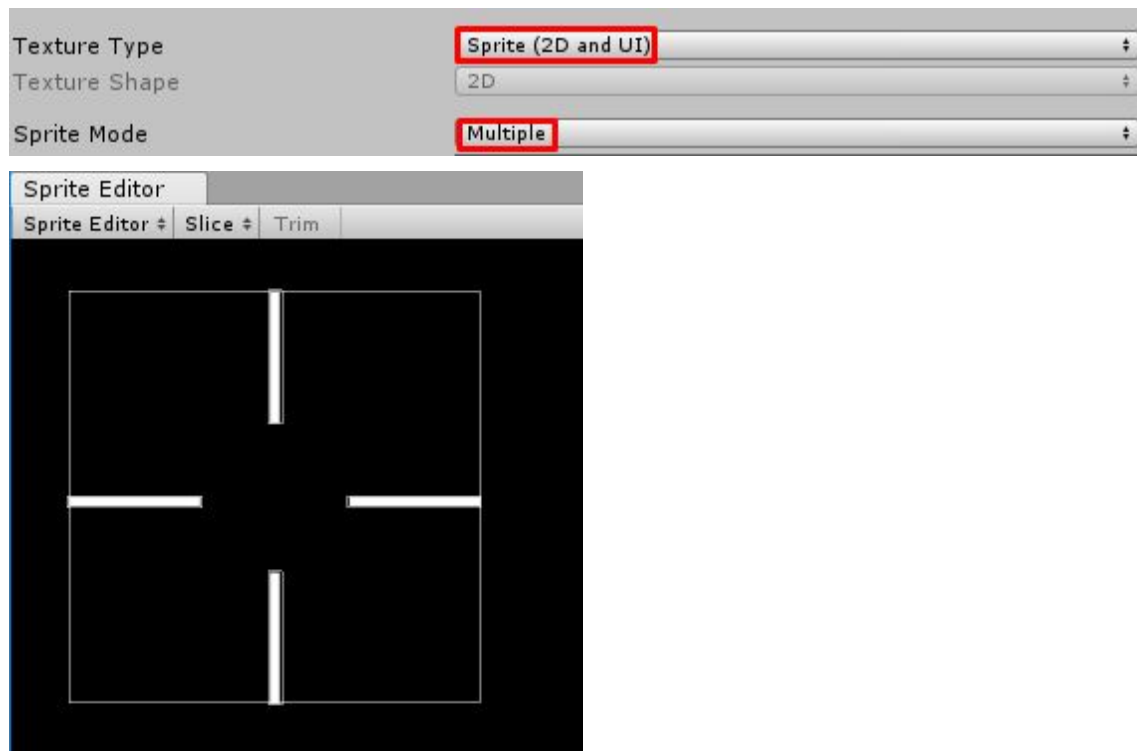 Texture Type Sprite (2D and UI)
Texture Shape 2D
Sprite Mode Multiple
Sprite Editor
Sprite Editor Slice Trim